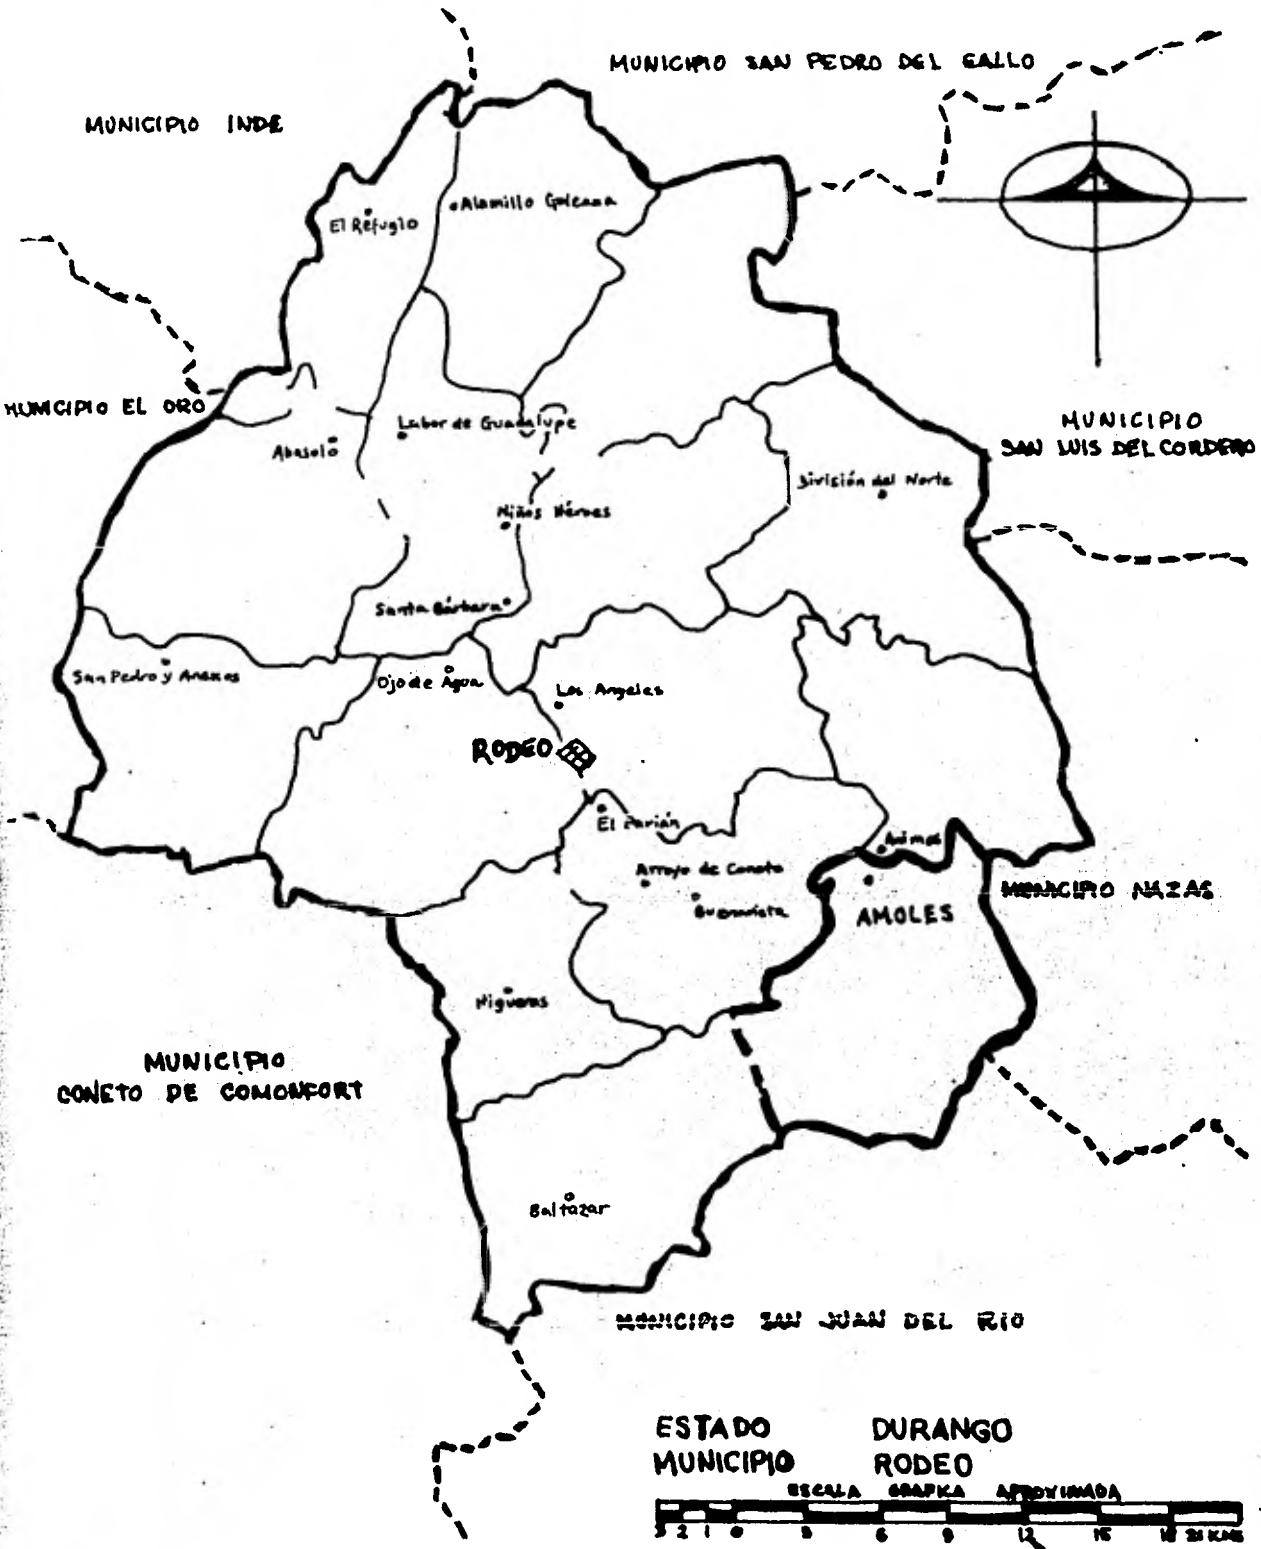 MUNICIPIO SAN PEDRO DEL GALLO
MUNICIPIO INDE
El Refugio
Alamillo Galeana
MUNICIPIO EL ORO
Labor de Guadalupe
Abasolo
MUNICIPIO
SAN LUIS DEL CORDERO
División del Norte
Niños Héroes
Santa Bárbara
San Pedro y Anexas
Ojo de Agua
Los Angeles
RODEO
El Parián
Animas
Arroyo de Coneto
Buenavista
AMOLES
MUNICIPIO NAZAS
Higueras
MUNICIPIO
CONETO DE COMONFORT
Baltazar
MUNICIPIO SAN JUAN DEL RIO
ESTADO DURANGO
MUNICIPIO RODEO
ESCALA GRAFICA APROXIMADA
3 2 1 0 3 6 9 12 15 18 21 KMS